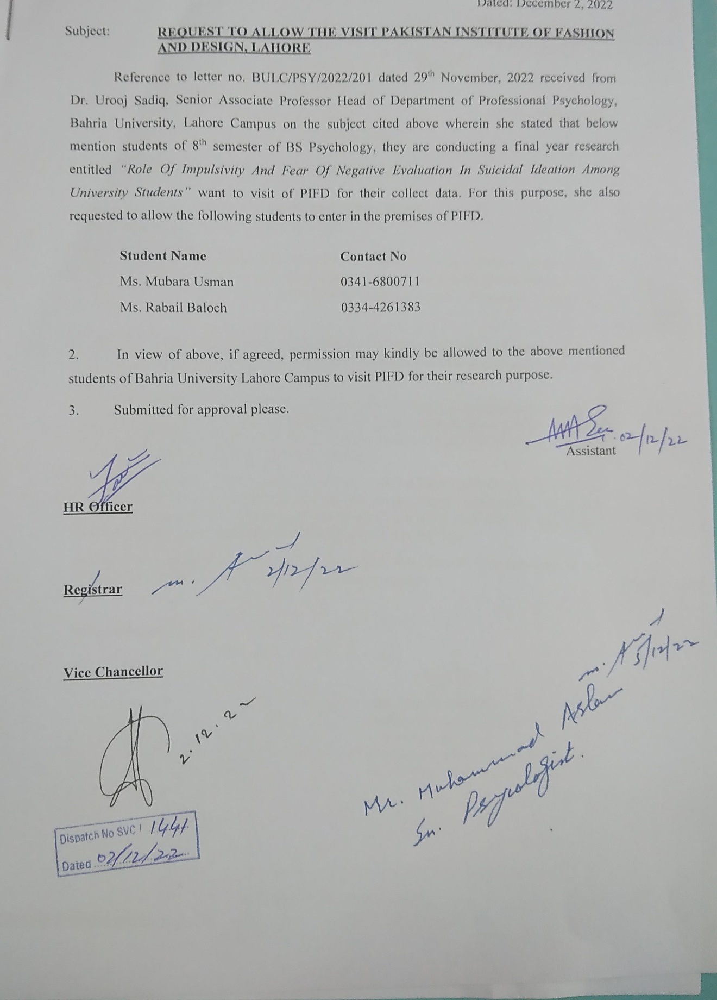 Dated: December 2, 2022
Subject: REQUEST TO ALLOW THE VISIT PAKISTAN INSTITUTE OF FASHION
AND DESIGN, LAHORE
Reference to letter no. BULC/PSY/2022/201 dated 29th November, 2022 received from
Dr. Urooj Sadiq, Senior Associate Professor Head of Department of Professional Psychology,
Bahria University, Lahore Campus on the subject cited above wherein she stated that below
mention students of 8th semester of BS Psychology, they are conducting a final year research
entitled “Role Of Impulsivity And Fear Of Negative Evaluation In Suicidal Ideation Among
University Students” want to visit of PIFD for their collect data. For this purpose, she also
requested to allow the following students to enter in the premises of PIFD.
Student Name Contact No
Ms. Mubara Usman 0341-6800711
Ms. Rabail Baloch 0334-4261383
2. In view of above, if agreed, permission may kindly be allowed to the above mentioned
students of Bahria University Lahore Campus to visit PIFD for their research purpose.
3. Submitted for approval please.
02/12/22
Assistant
HR Officer
2/12/22
Registrar
5/12/22
Vice Chancellor
2.12.22
Mr. Muhammad Aslam
Sn. Psycologist.
Dispatch No SVC/ 1441
Dated 02/12/22